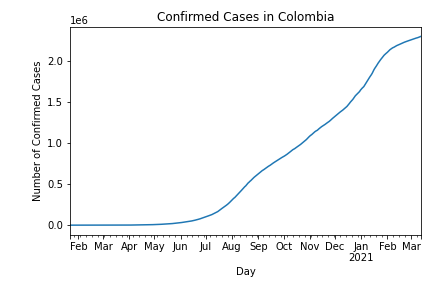 Confirmed Cases in Colombia
1e6
2.0
1.5
1.0
0.5
0.0
Number of Confirmed Cases
Feb Mar Apr May Jun Jul Aug Sep Oct Nov Dec Jan Feb Mar
2021
Day